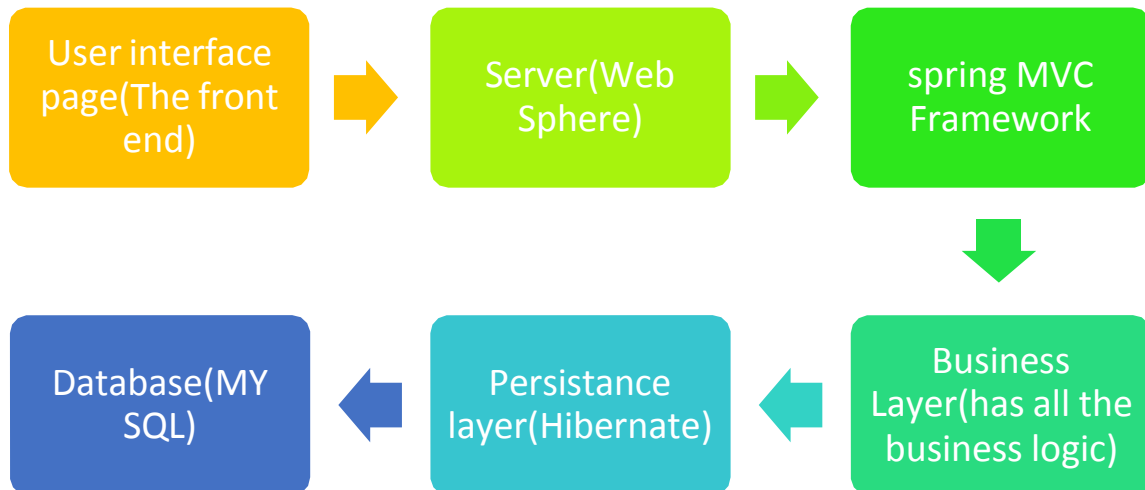 User interface
page(The front
end)
Server(Web
Sphere)
spring MVC
Framework
Business
Layer(has all the
business logic)
Persistance
layer(Hibernate)
Database(MY
SQL)